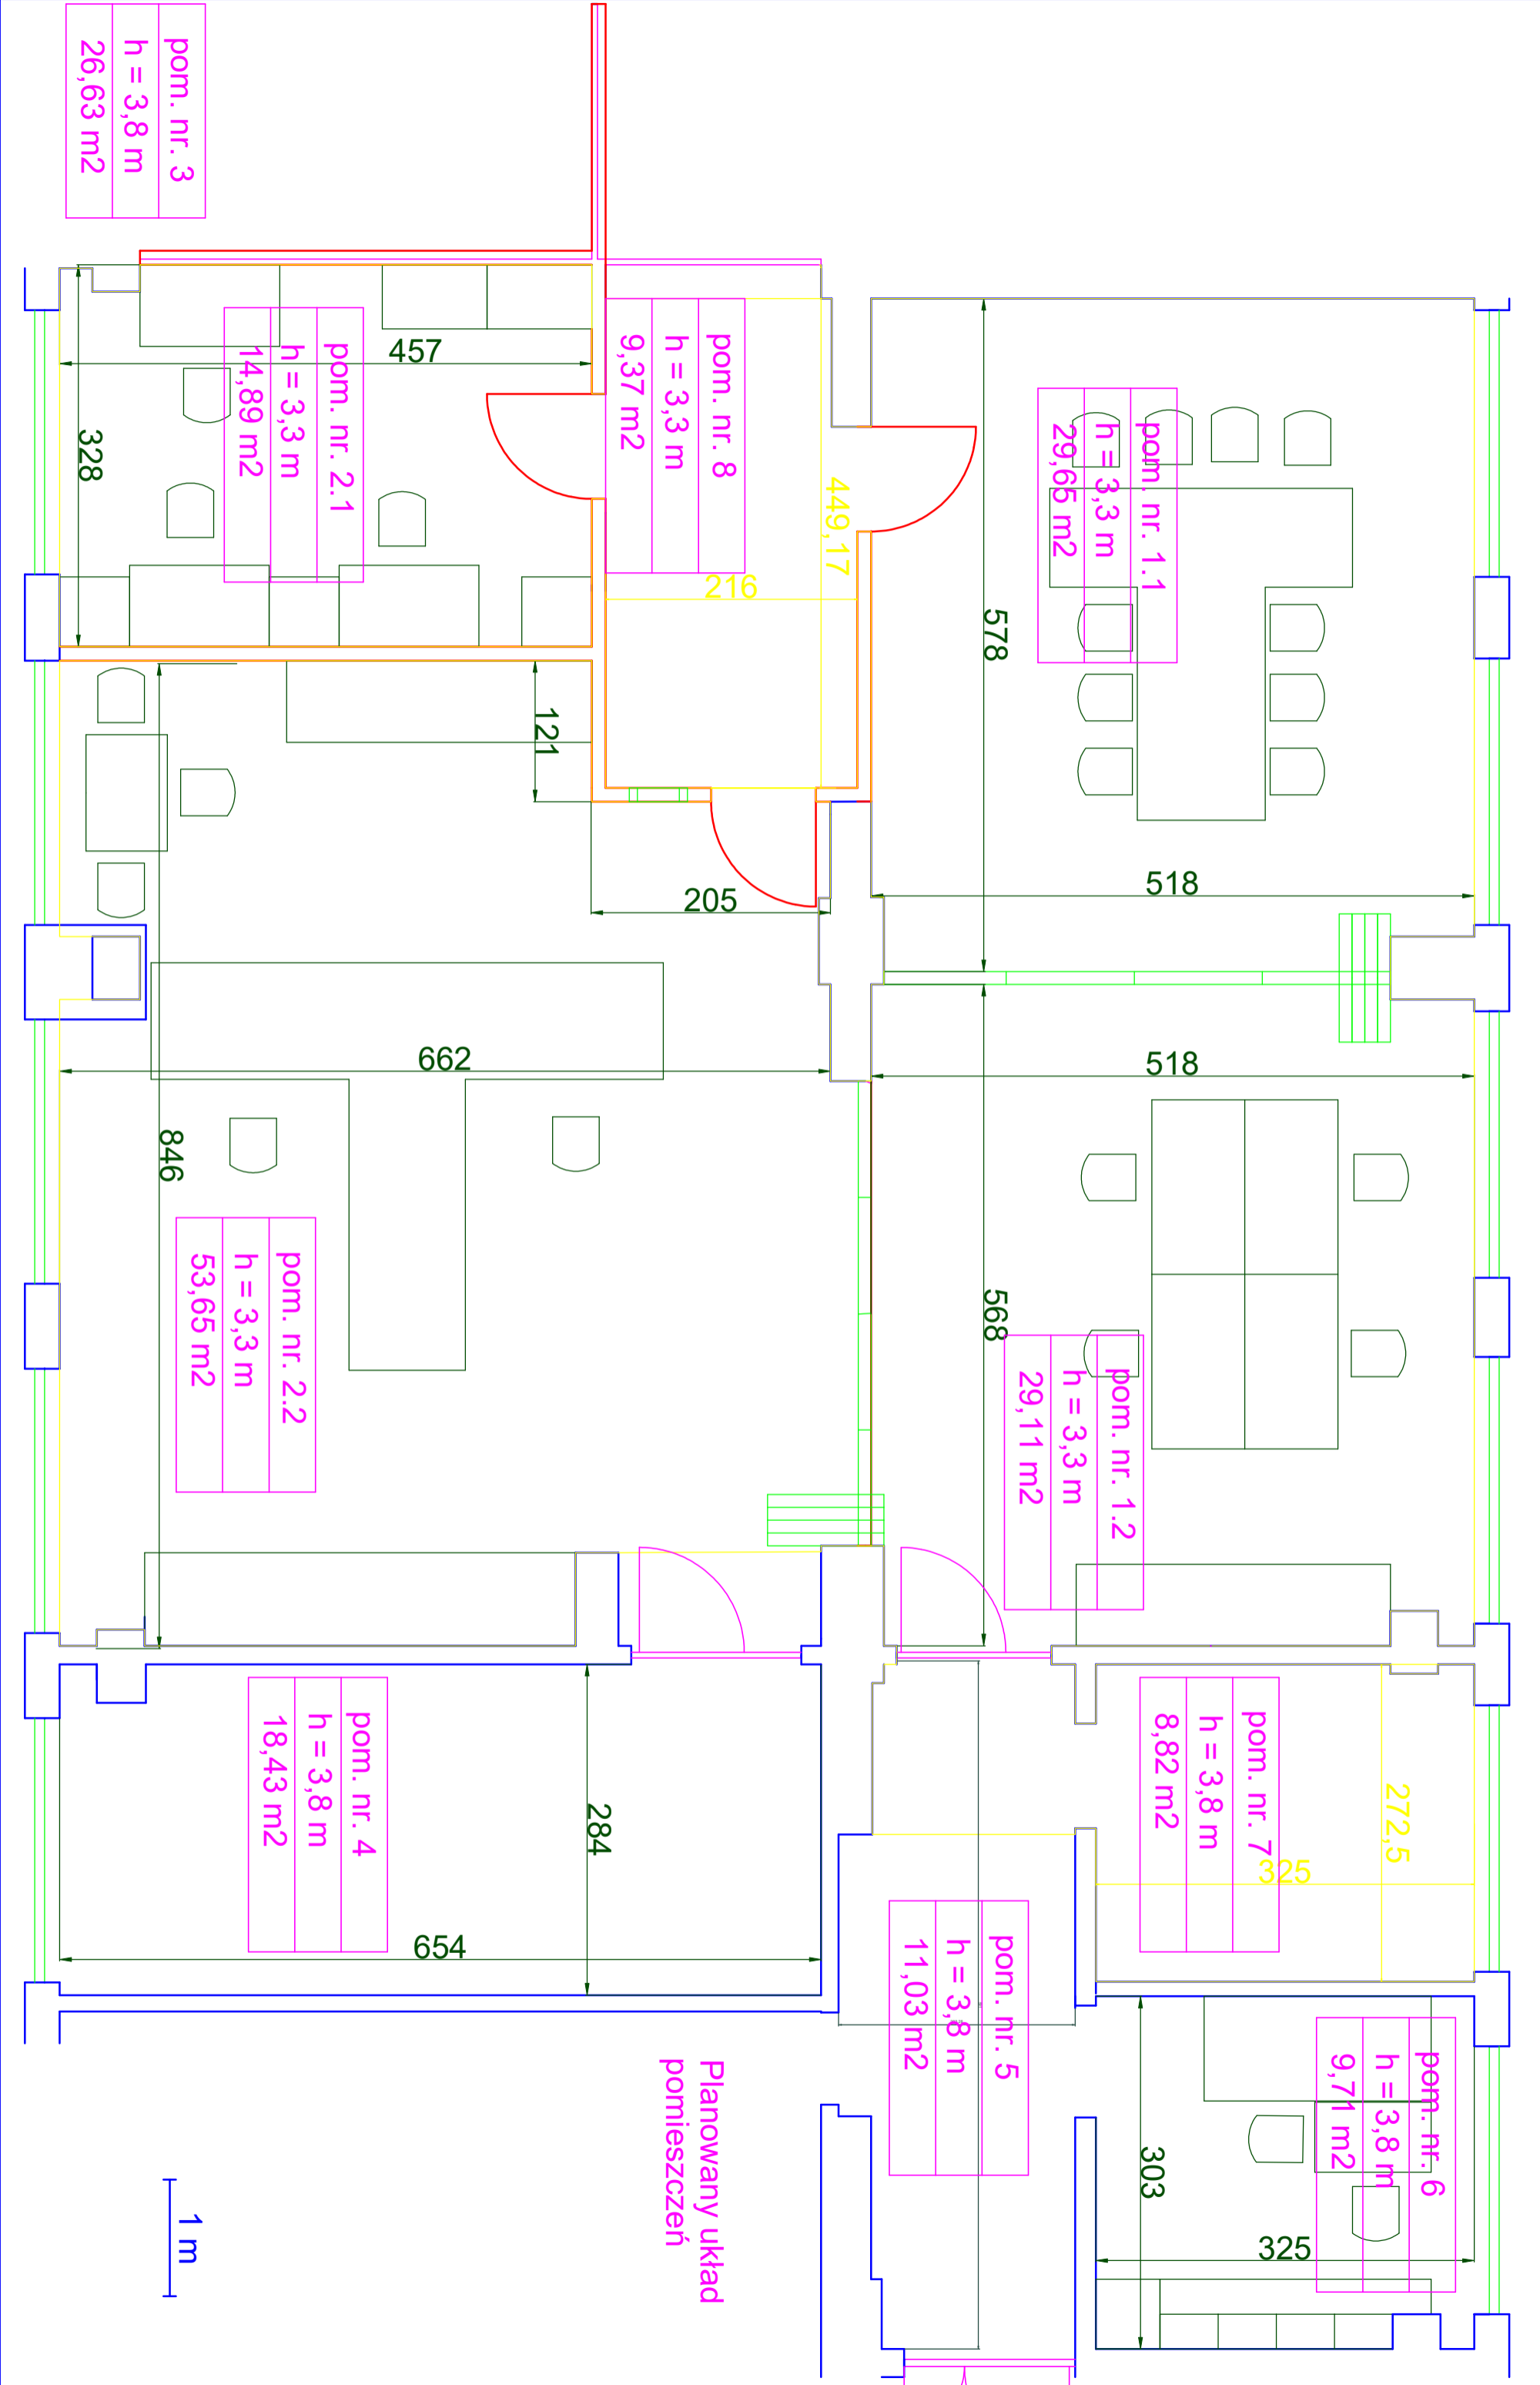 pom. nr. 3
h = 3,8 m
26,63 m2
pom. nr. 2.1
h = 3,3 m
14,89 m2
457
328
pom. nr. 8
h = 3,3 m
9,37 m2
449,17
216
pom. nr. 1.1
h = 3,3 m
29,65 m2
578
518
121
205
662
846
518
568
pom. nr. 2.2
h = 3,3 m
53,65 m2
pom. nr. 1.2
h = 3,3 m
29,11 m2
pom. nr. 4
h = 3,8 m
18,43 m2
284
654
pom. nr. 7
h = 3,8 m
8,82 m2
272,5
325
pom. nr. 5
h = 3,8 m
11,03 m2
pom. nr. 6
h = 3,8 m
9,71 m2
303
325
Planowany układ
pomieszczeń
1 m